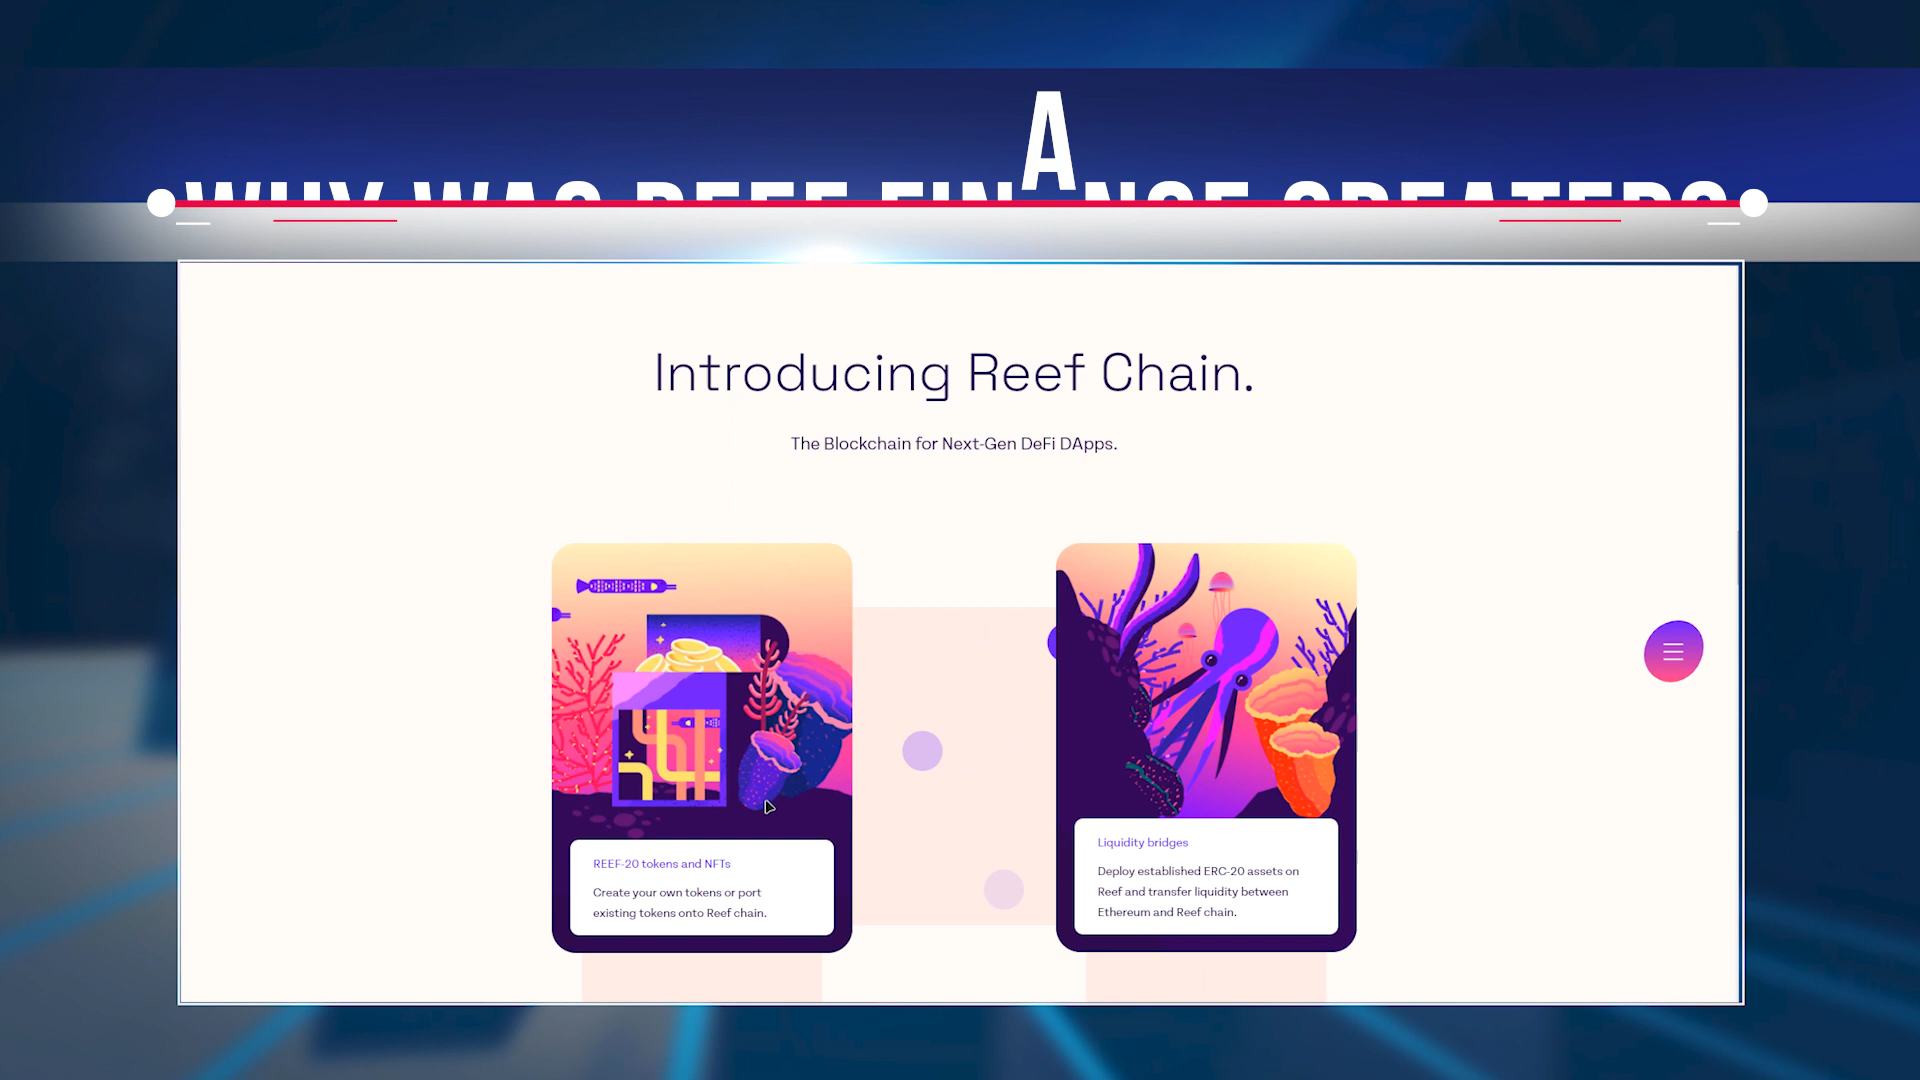 A
Introducing Reef Chain.
The Blockchain for Next-Gen DeFi DApps.
REEF-20 tokens and NFTs
Create your own tokens or port
existing tokens onto Reef chain.
Liquidity bridges
Deploy established ERC-20 assets on
Reef and transfer liquidity between
Ethereum and Reef chain.